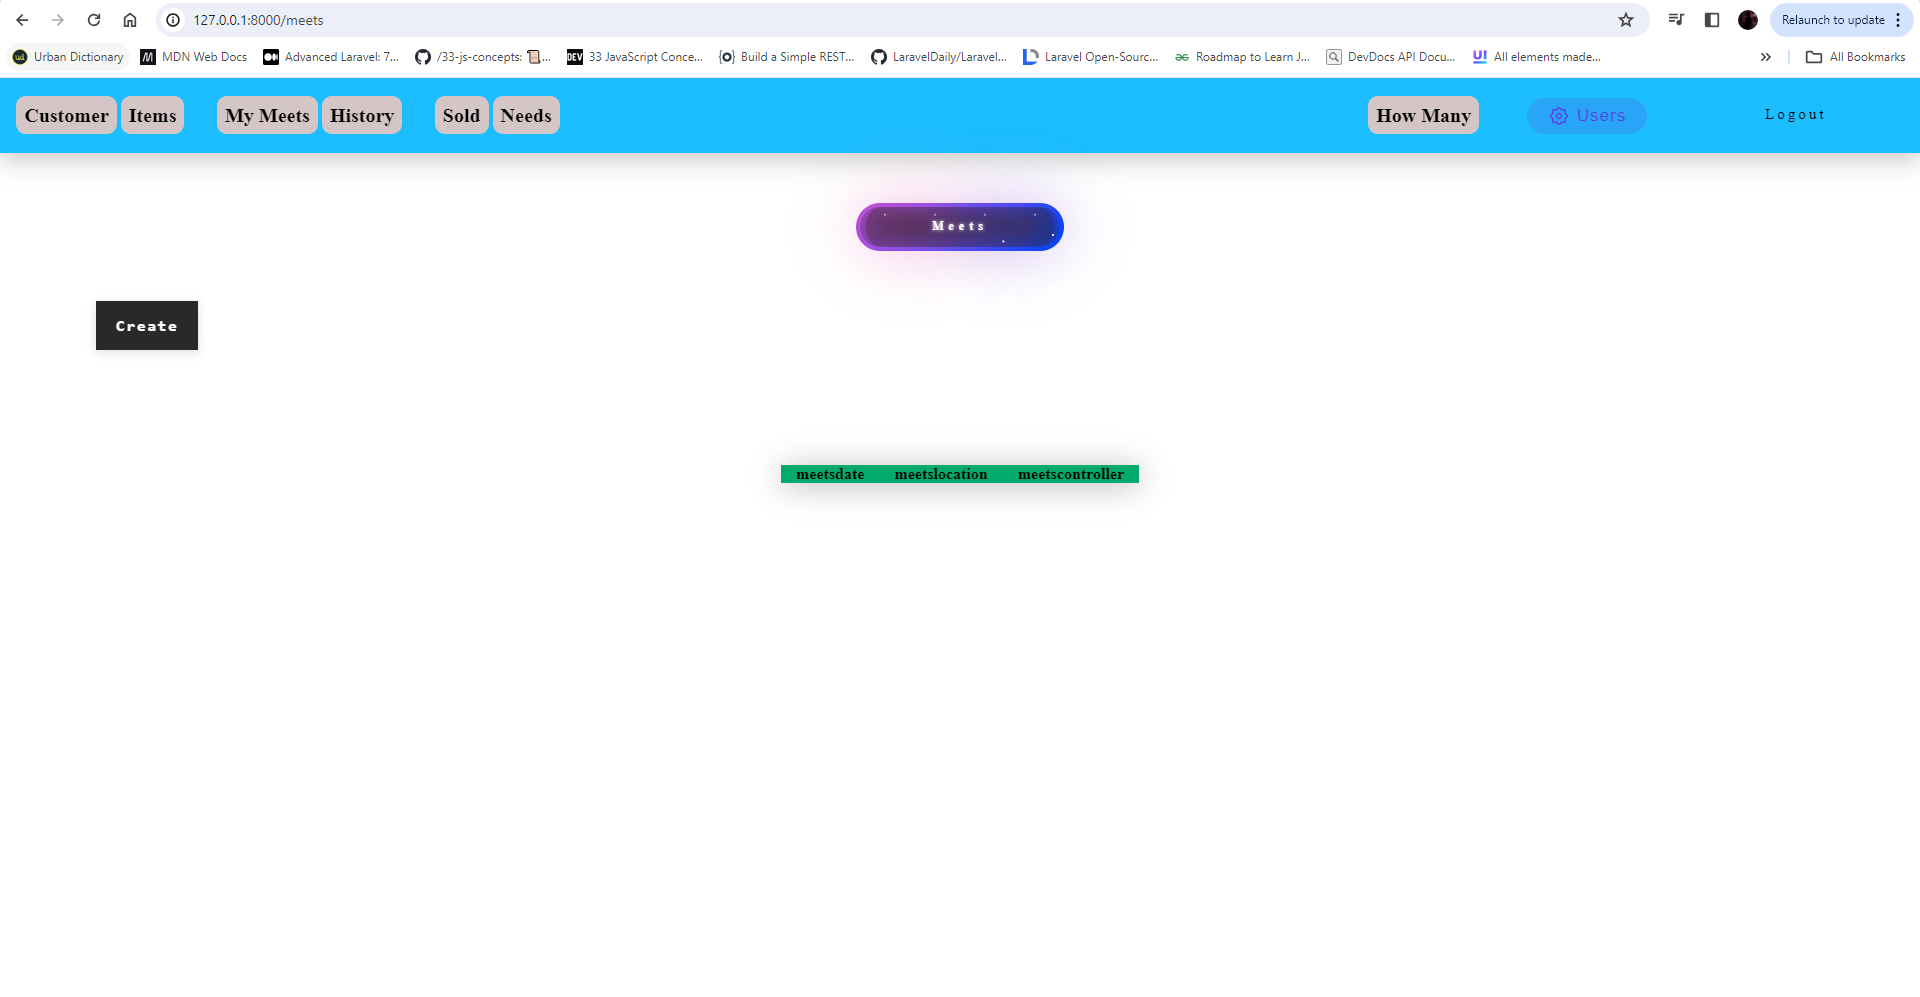 127.0.0.1:8000/meets
Relaunch to update
Urban Dictionary MDN Web Docs Advanced Laravel: 7... /33-js-concepts: 📜... 33 JavaScript Conce... Build a Simple REST... LaravelDaily/Laravel... Laravel Open-Sourc... Roadmap to Learn J... DevDocs API Docu... All elements made... » All Bookmarks
Customer Items My Meets History Sold Needs How Many Users Logout
Meets
Create
meetsdate meetslocation meetscontroller